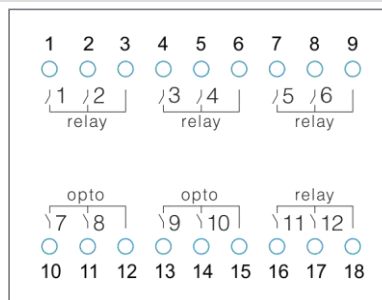 1 2 3 4 5 6 7 8 9
1 2 3 4 5 6
relay relay relay
opto opto relay
7 8 9 10 11 12
10 11 12 13 14 15 16 17 18